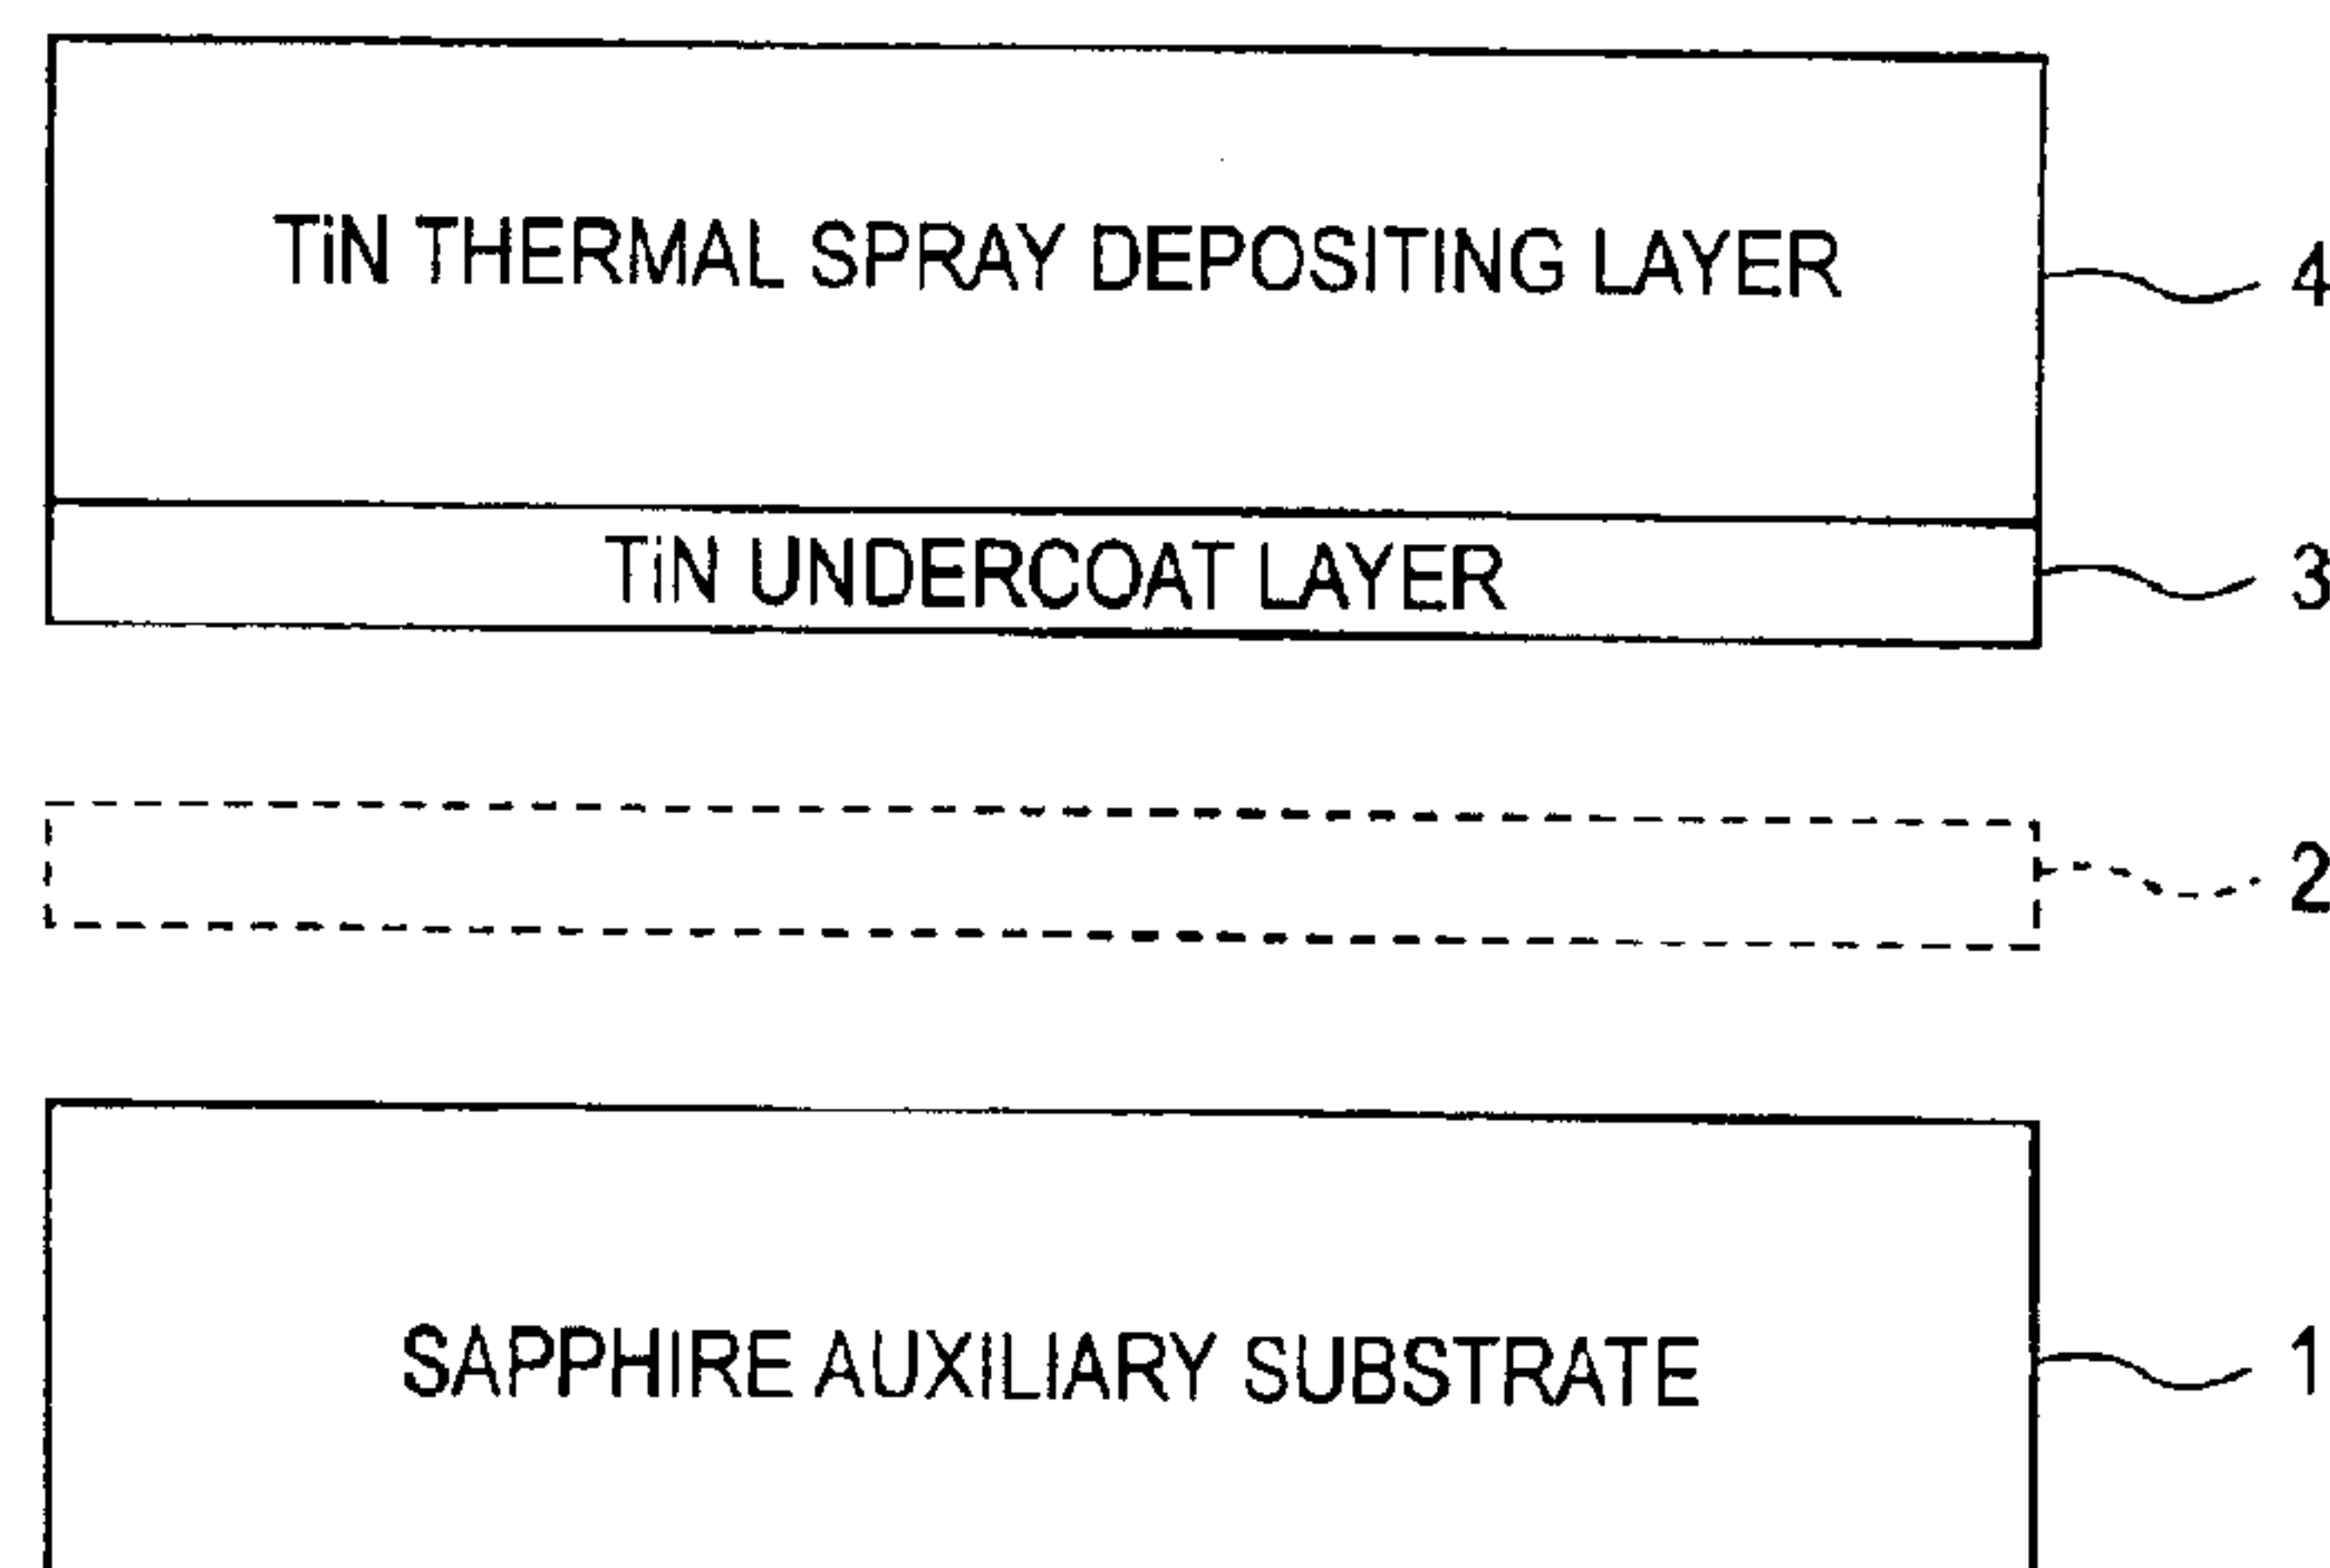 TiN THERMAL SPRAY DEPOSITING LAYER
4
TiN UNDERCOAT LAYER
3
2
SAPPHIRE AUXILIARY SUBSTRATE
1